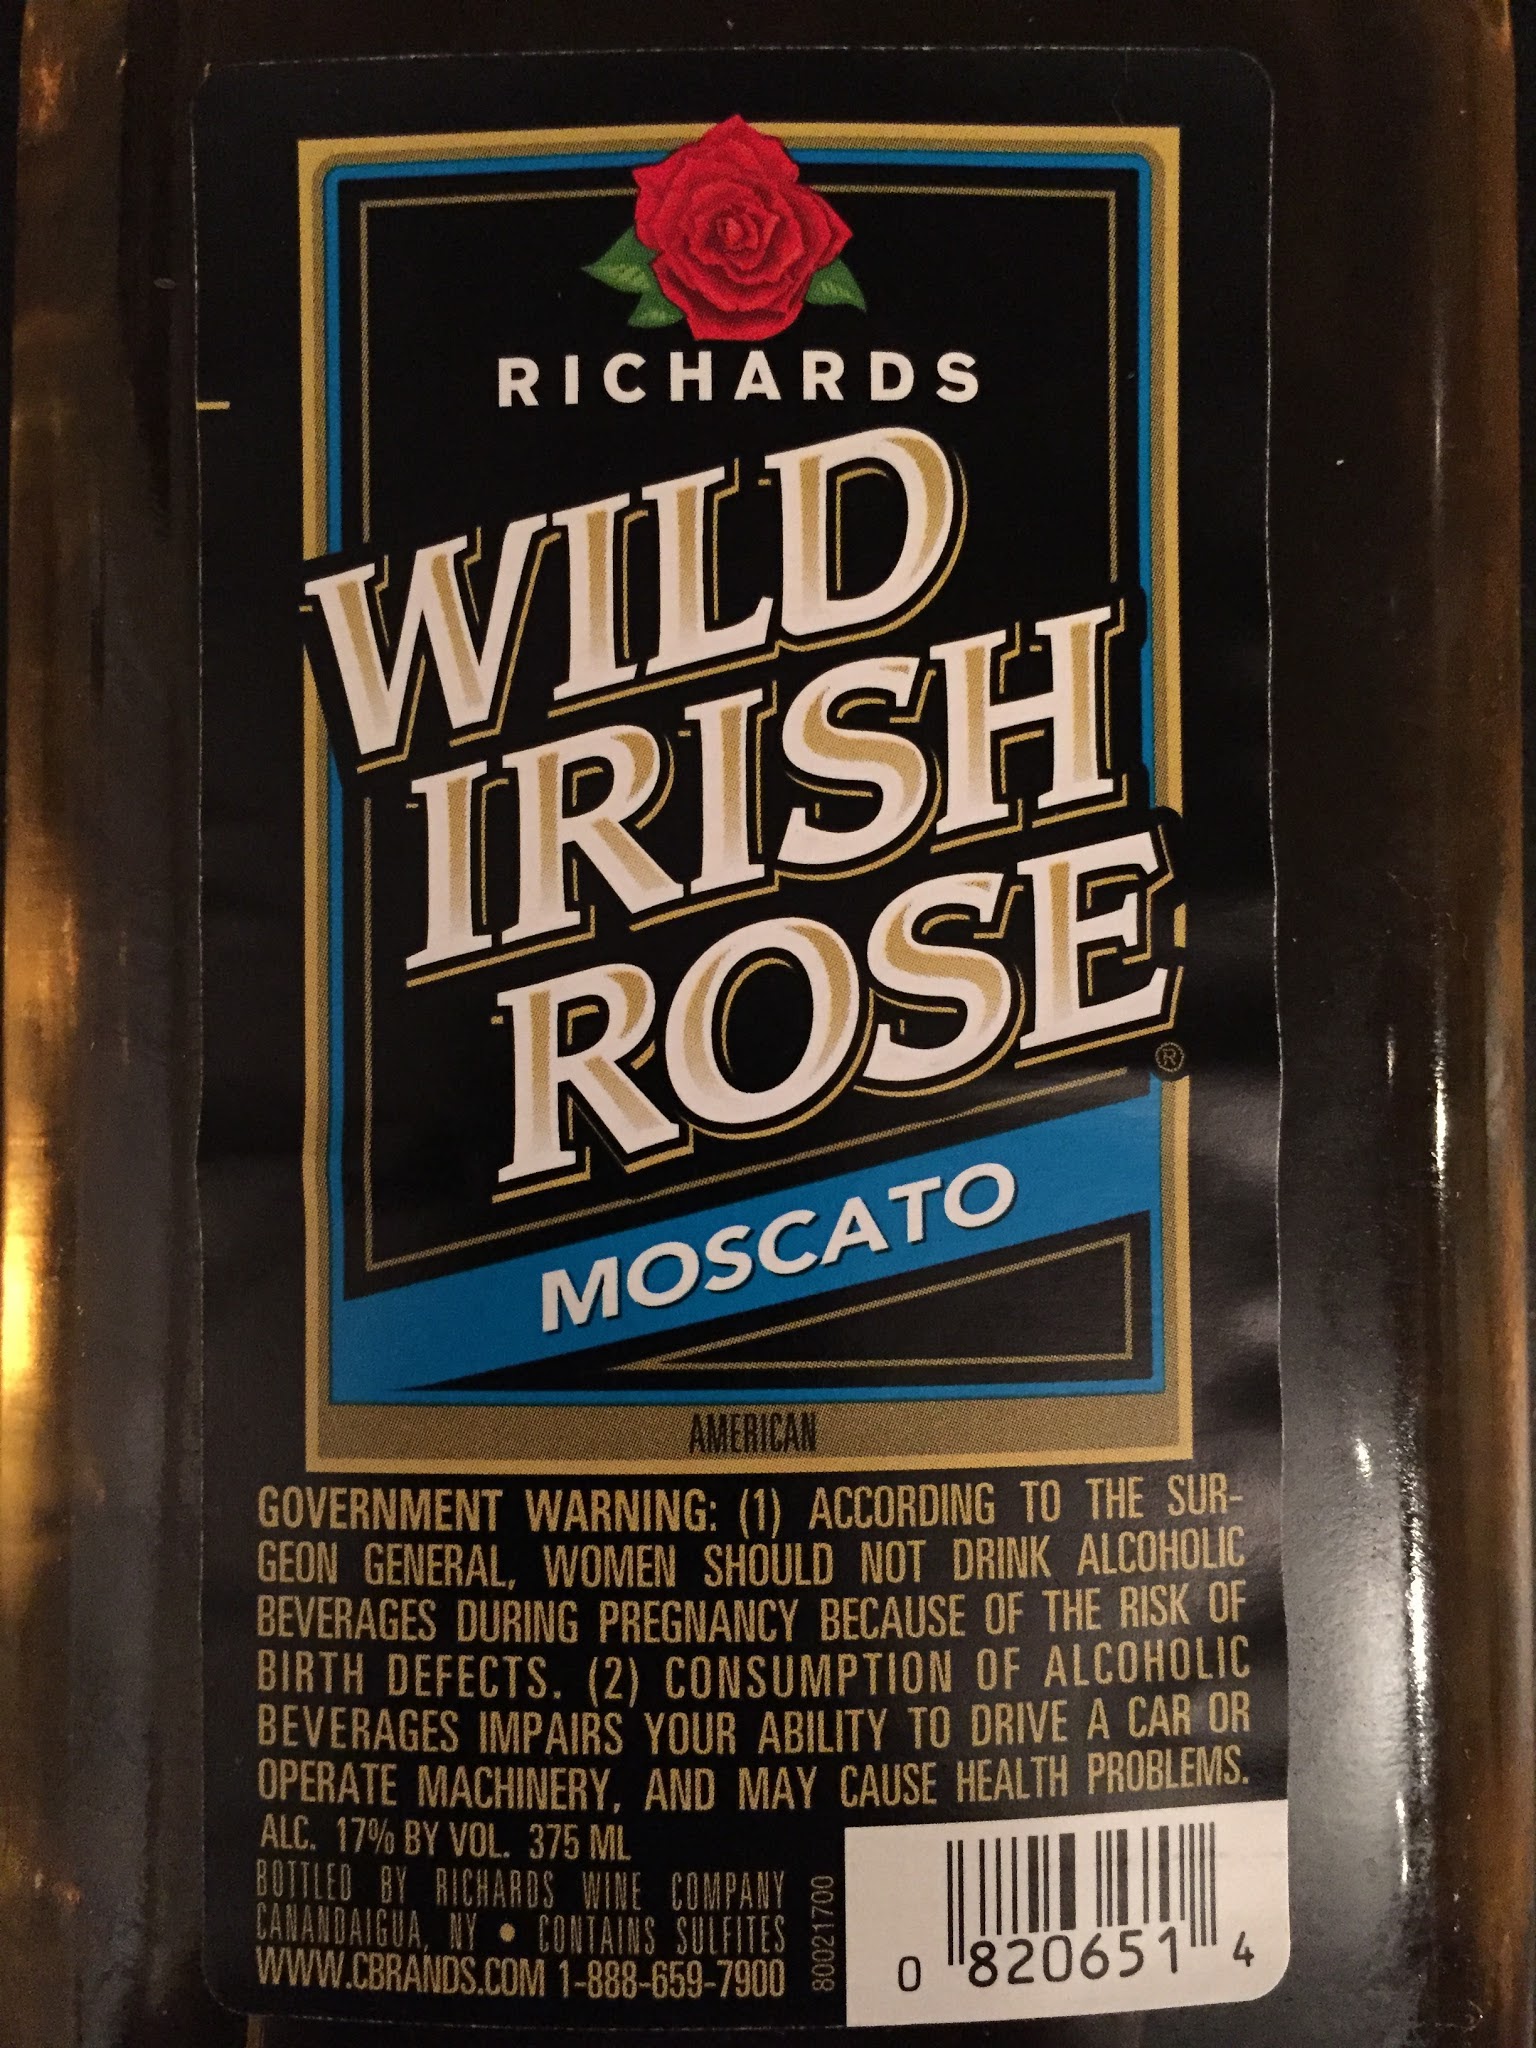 RICHARDS
WILD
IRISH
ROSE®
MOSCATO
AMERICAN
GOVERNMENT WARNING: (1) ACCORDING TO THE SUR-
GEON GENERAL, WOMEN SHOULD NOT DRINK ALCOHOLIC
BEVERAGES DURING PREGNANCY BECAUSE OF THE RISK OF
BIRTH DEFECTS. (2) CONSUMPTION OF ALCOHOLIC
BEVERAGES IMPAIRS YOUR ABILITY TO DRIVE A CAR OR
OPERATE MACHINERY, AND MAY CAUSE HEALTH PROBLEMS.
ALC. 17% BY VOL. 375 ML
BOTTLED BY RICHARDS WINE COMPANY
CANANDAIGUA, NY • CONTAINS SULFITES
WWW.CBRANDS.COM 1-888-659-7900
80021700
0 820651 4